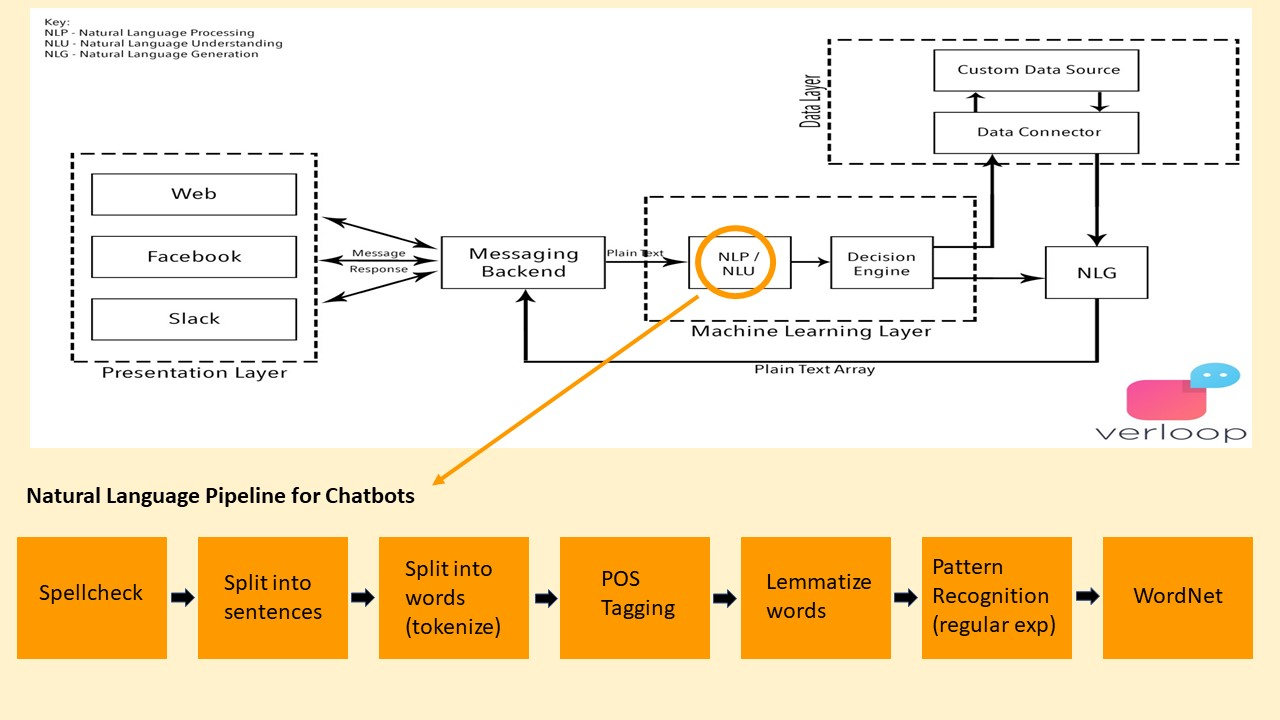 Key:
NLP - Natural Language Processing
NLU - Natural Language Understanding
NLG - Natural Language Generation
Custom Data Source
Data Layer
Data Connector
Web
Facebook
Slack
Presentation Layer
Message
Response
Messaging
Backend
Plain Text
NLP /
NLU
Decision
Engine
Machine Learning Layer
NLG
Plain Text Array
verloop
Natural Language Pipeline for Chatbots
Spellcheck
Split into
sentences
Split into
words
(tokenize)
POS
Tagging
Lemmatize
words
Pattern
Recognition
(regular exp)
WordNet